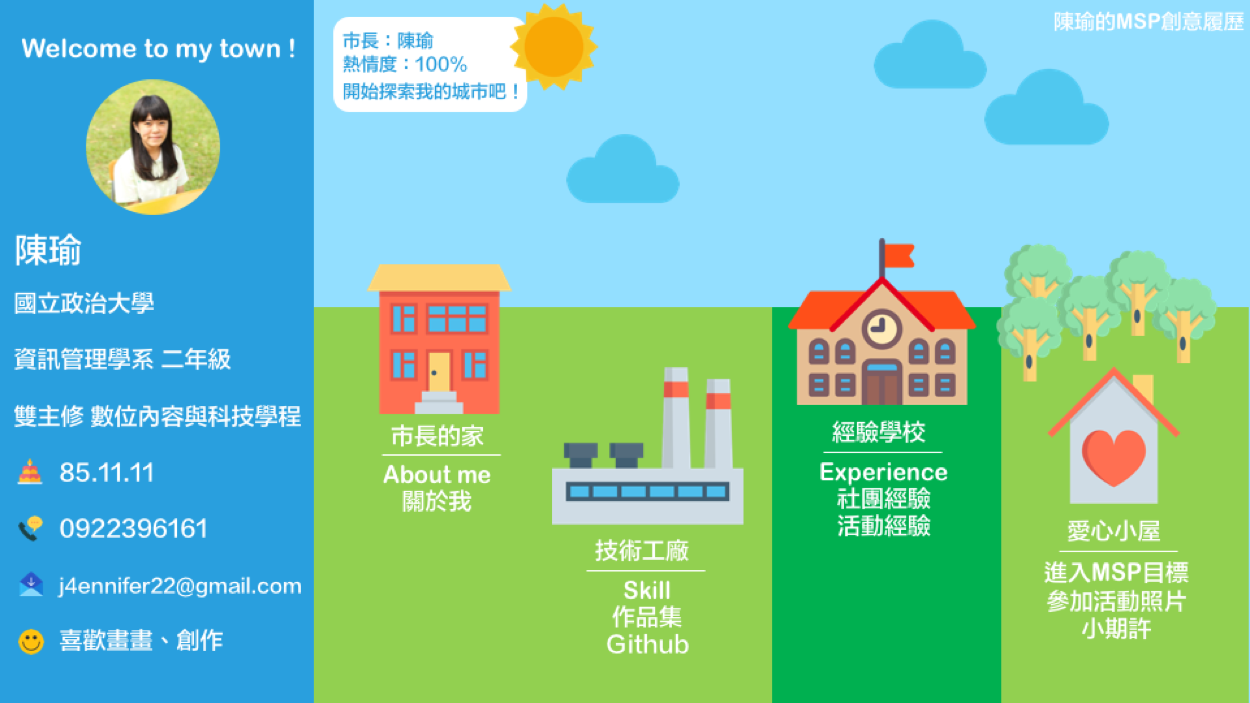 Welcome to my town !
陳瑜
國立政治大學
資訊管理學系 二年級
雙主修 數位內容與科技學程
85.11.11
0922396161
j4ennifer22@gmail.com
喜歡畫畫、創作
市長：陳瑜
熱情度：100%
開始探索我的城市吧！
陳瑜的MSP創意履歷
市長的家
About me
關於我
技術工廠
Skill
作品集
Github
經驗學校
Experience
社團經驗
活動經驗
愛心小屋
進入MSP目標
參加活動照片
小期許